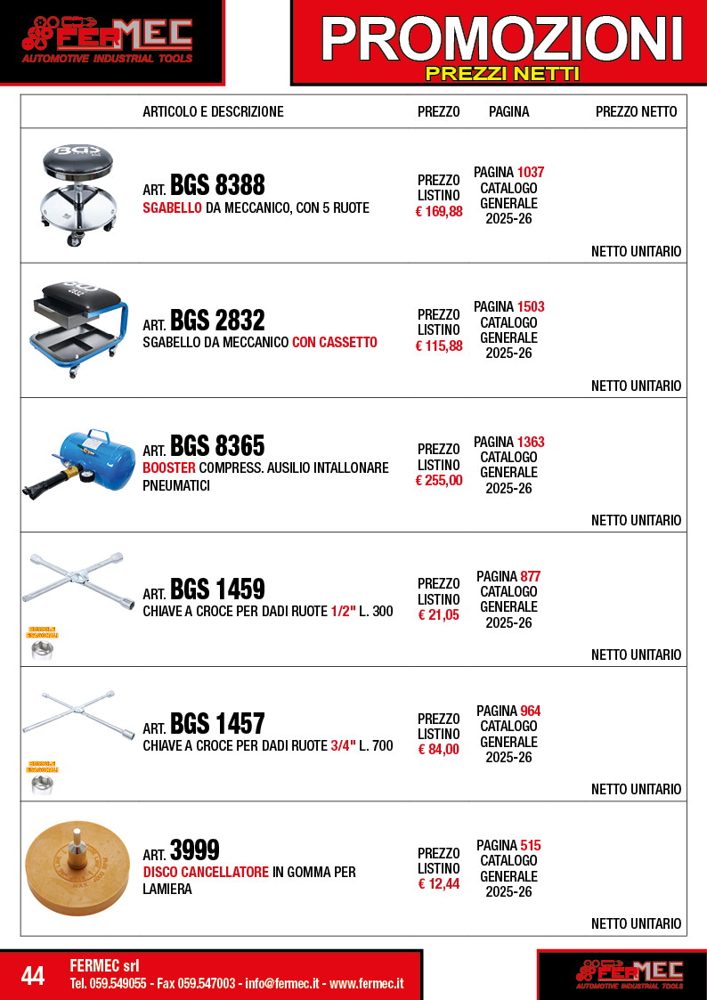 FERMEC
AUTOMOTIVE INDUSTRIAL TOOLS
PROMOZIONI
PREZZI NETTI
ARTICOLO E DESCRIZIONE PREZZO PAGINA PREZZO NETTO
BGS
ART. BGS 8388
SGABELLO DA MECCANICO, CON 5 RUOTE
PREZZO
LISTINO
€ 169,88
PAGINA 1037
CATALOGO
GENERALE
2025-26
NETTO UNITARIO
2832
ART. BGS 2832
SGABELLO DA MECCANICO CON CASSETTO
PREZZO
LISTINO
€ 115,88
PAGINA 1503
CATALOGO
GENERALE
2025-26
NETTO UNITARIO
ART. BGS 8365
BOOSTER COMPRESS. AUSILIO INTALLONARE
PNEUMATICI
PREZZO
LISTINO
€ 255,00
PAGINA 1363
CATALOGO
GENERALE
2025-26
NETTO UNITARIO
BUSSOLE
ESAGONALI
ART. BGS 1459
CHIAVE A CROCE PER DADI RUOTE 1/2" L. 300
PREZZO
LISTINO
€ 21,05
PAGINA 877
CATALOGO
GENERALE
2025-26
NETTO UNITARIO
BUSSOLE
ESAGONALI
ART. BGS 1457
CHIAVE A CROCE PER DADI RUOTE 3/4" L. 700
PREZZO
LISTINO
€ 84,00
PAGINA 964
CATALOGO
GENERALE
2025-26
NETTO UNITARIO
ART. 3999
DISCO CANCELLATORE IN GOMMA PER
LAMIERA
PREZZO
LISTINO
€ 12,44
PAGINA 515
CATALOGO
GENERALE
2025-26
NETTO UNITARIO
44
FERMEC srl
Tel. 059.549055 - Fax 059.547003 - info@fermec.it - www.fermec.it
FERMEC
AUTOMOTIVE INDUSTRIAL TOOLS